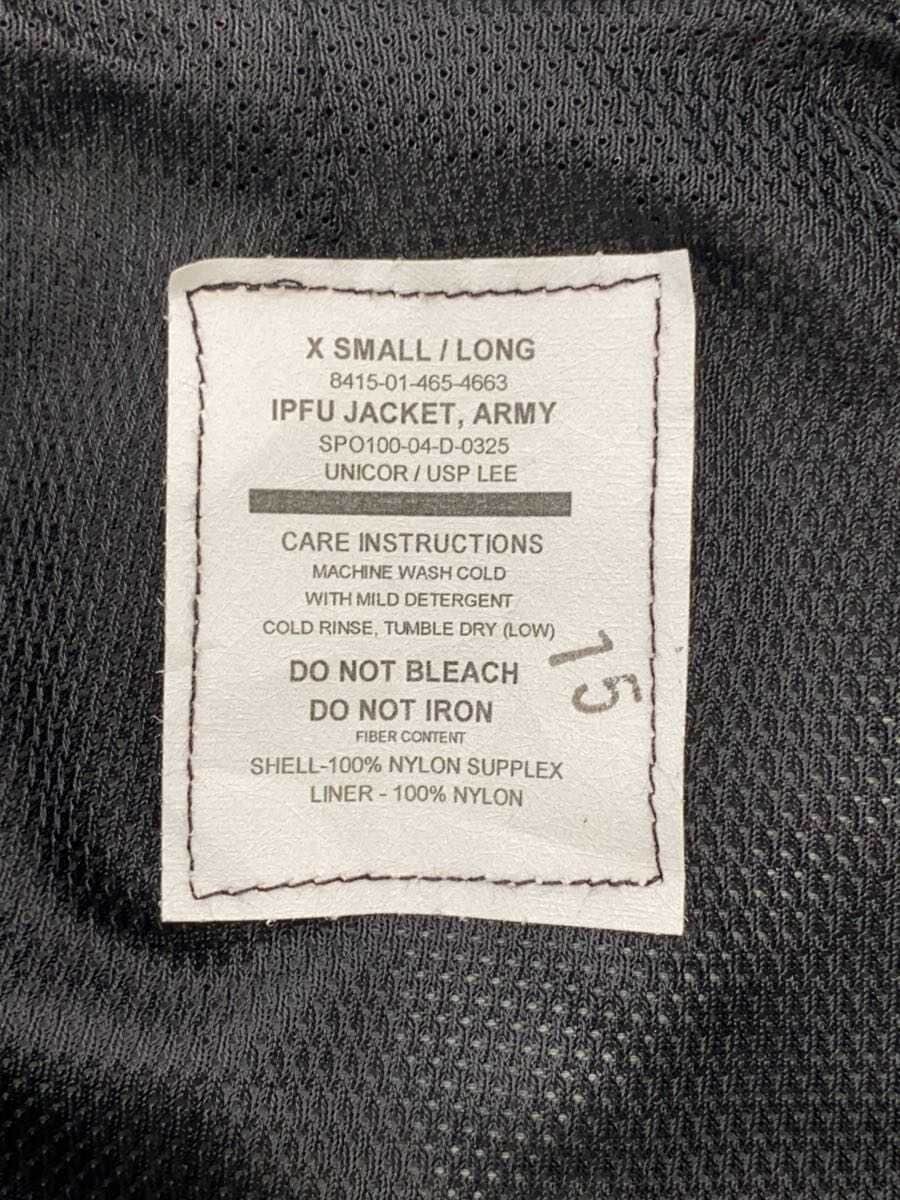 X SMALL / LONG
8415-01-465-4663
IPFU JACKET, ARMY
SPO100-04-D-0325
UNICOR / USP LEE
CARE INSTRUCTIONS
MACHINE WASH COLD
WITH MILD DETERGENT
COLD RINSE, TUMBLE DRY (LOW)
15
DO NOT BLEACH
DO NOT IRON
FIBER CONTENT
SHELL-100% NYLON SUPPLEX
LINER - 100% NYLON